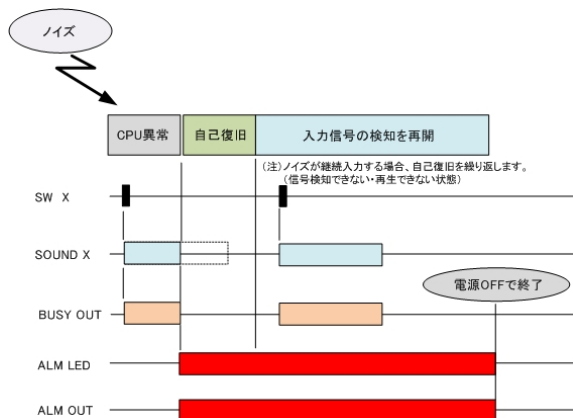 ノイズ
CPU異常
自己復旧
入力信号の検知を再開
(注)ノイズが継続入力する場合、自己復旧を繰り返します。
(信号検知できない・再生できない状態)
SW X
SOUND X
電源OFFで終了
BUSY OUT
ALM LED
ALM OUT